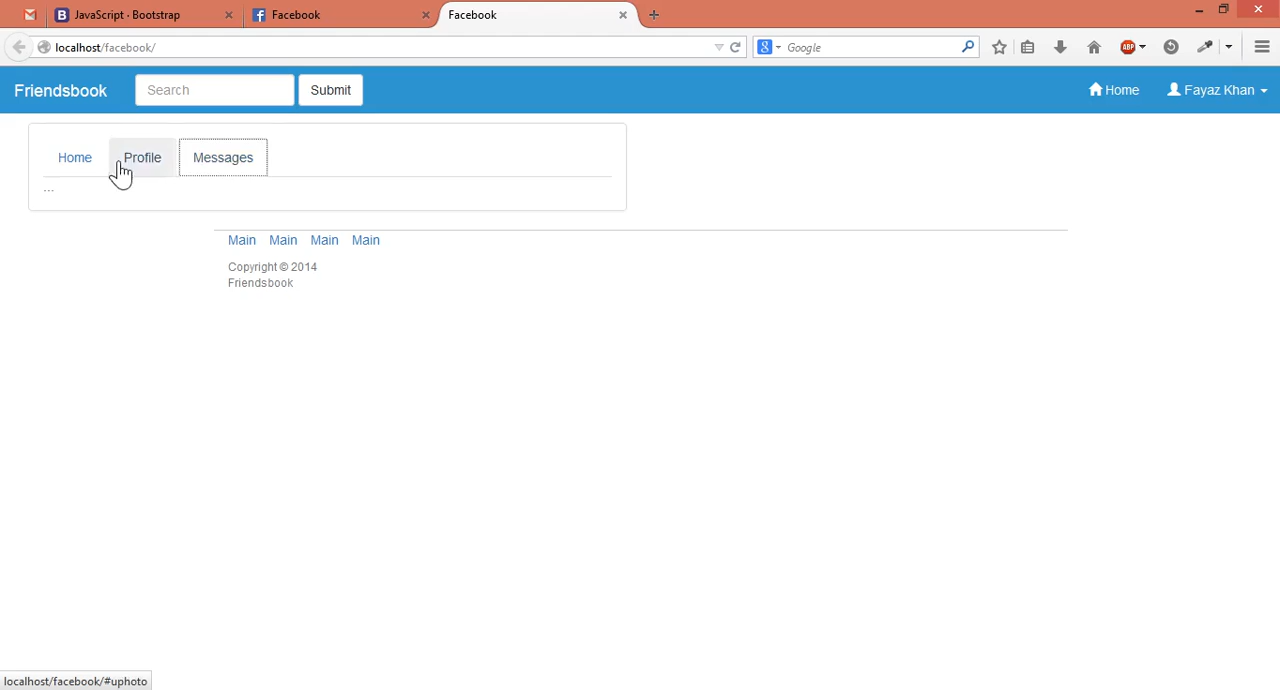 JavaScript · Bootstrap
Facebook
Facebook
localhost/facebook/
Google
ABP
Friendsbook
Search
Submit
Home
Fayaz Khan
Home
Profile
Messages
...
Main Main Main Main
Copyright © 2014
Friendsbook
localhost/facebook/#uphoto